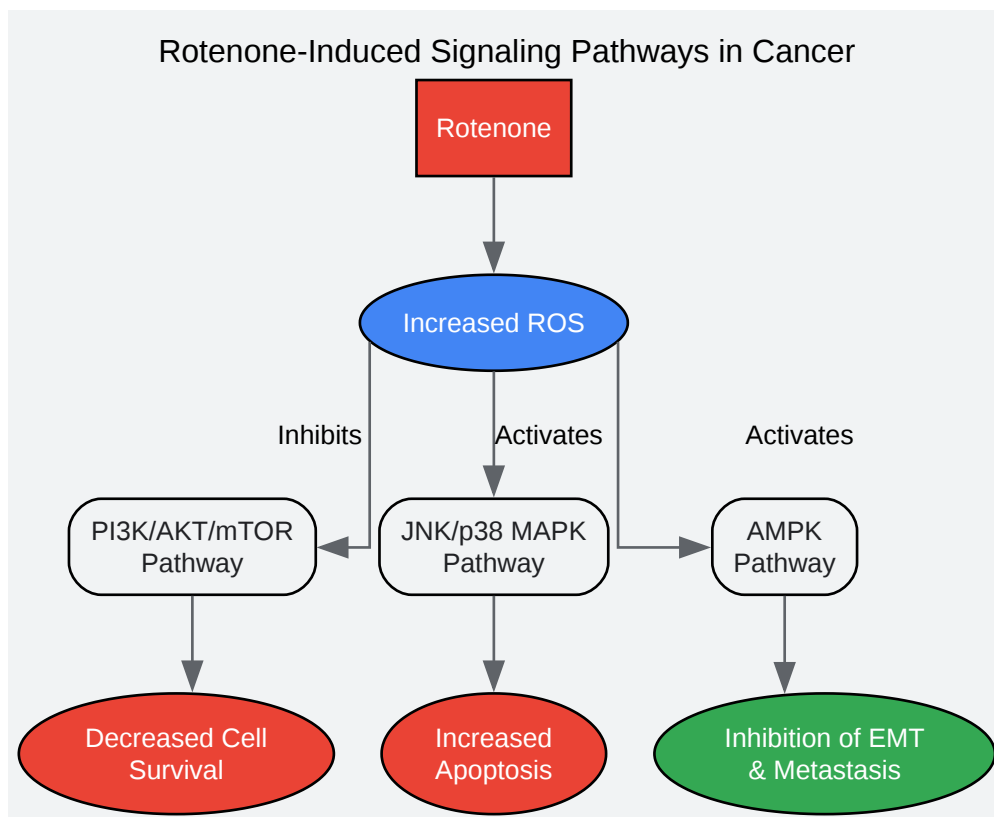 Rotenone-Induced Signaling Pathways in Cancer
Rotenone
Increased ROS
Inhibits
Activates
Activates
PI3K/AKT/mTOR
Pathway
JNK/p38 MAPK
Pathway
AMPK
Pathway
Decreased Cell
Survival
Increased
Apoptosis
Inhibition of EMT
& Metastasis